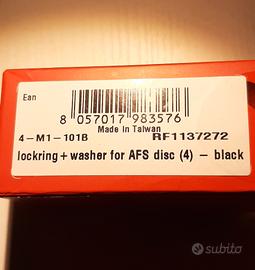 Ean
8 057017 983576
Made In Taiwan
4-M1-101B RF1137272
lockring + washer for AFS disc (4) - black
subito